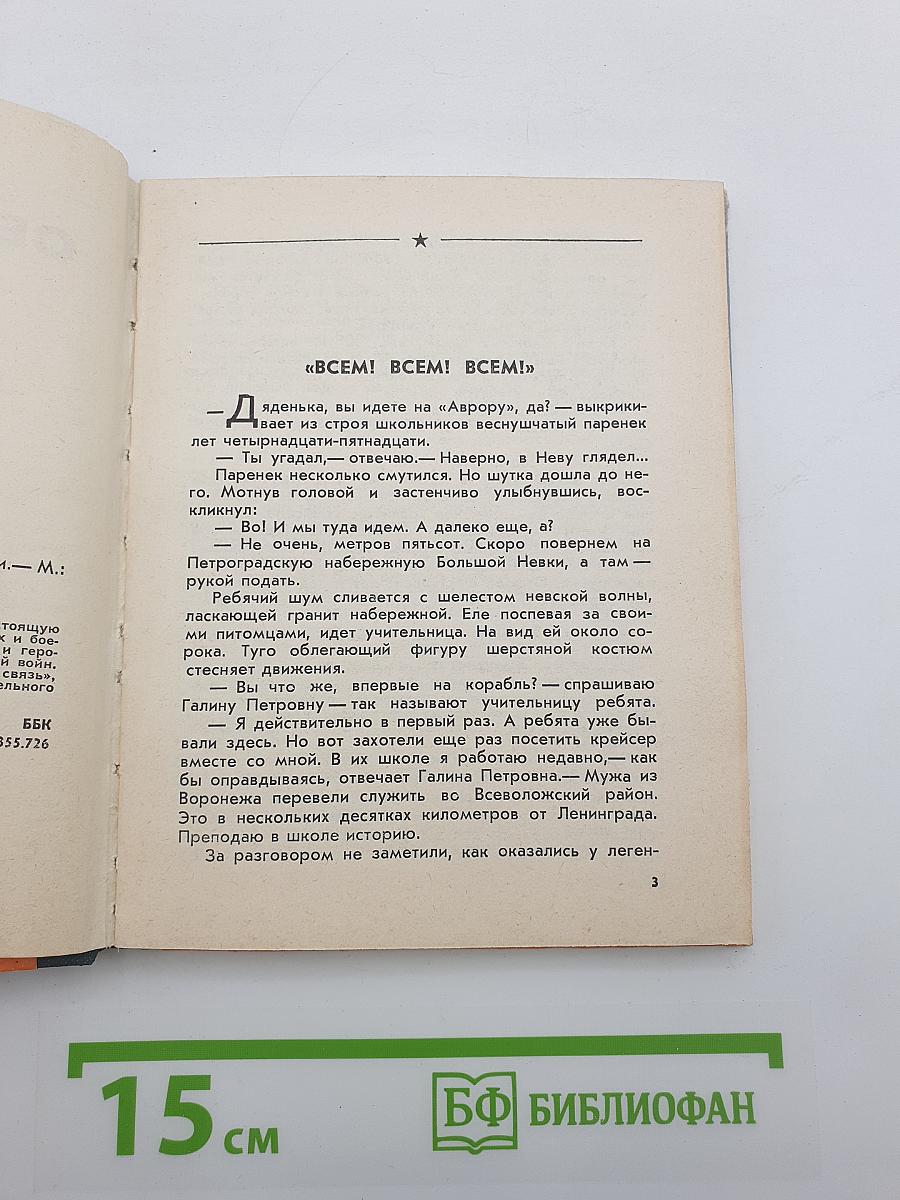 и.— М.:
стоящую
к и бое-
и геро-
й войн.
связь»,
ельного
ББК
355.726
«ВСЕМ! ВСЕМ! ВСЕМ!»
— Дяденька, вы идете на «Аврору», да? — выкрики-
вает из строя школьников веснушчатый паренек
лет четырнадцати-пятнадцати.
— Ты угадал,— отвечаю.— Наверно, в Неву глядел...
Паренек несколько смутился. Но шутка дошла до не-
го. Мотнув головой и застенчиво улыбнувшись, вос-
кликнул:
— Во! И мы туда идем. А далеко еще, а?
— Не очень, метров пятьсот. Скоро повернем на
Петроградскую набережную Большой Невки, а там —
рукой подать.
Ребячий шум сливается с шелестом невской волны,
ласкающей гранит набережной. Еле поспевая за свои-
ми питомцами, идет учительница. На вид ей около со-
рока. Туго облегающий фигуру шерстяной костюм
стесняет движения.
— Вы что же, впервые на корабль? — спрашиваю
Галину Петровну — так называют учительницу ребята.
— Я действительно в первый раз. А ребята уже бы-
вали здесь. Но вот захотели еще раз посетить крейсер
вместе со мной. В их школе я работаю недавно,— как
бы оправдываясь, отвечает Галина Петровна.— Мужа из
Воронежа перевели служить во Всеволожский район.
Это в нескольких десятках километров от Ленинграда.
Преподаю в школе историю.
За разговором не заметили, как оказались у леген-
3
15 см
БФ БИБЛИОФАН